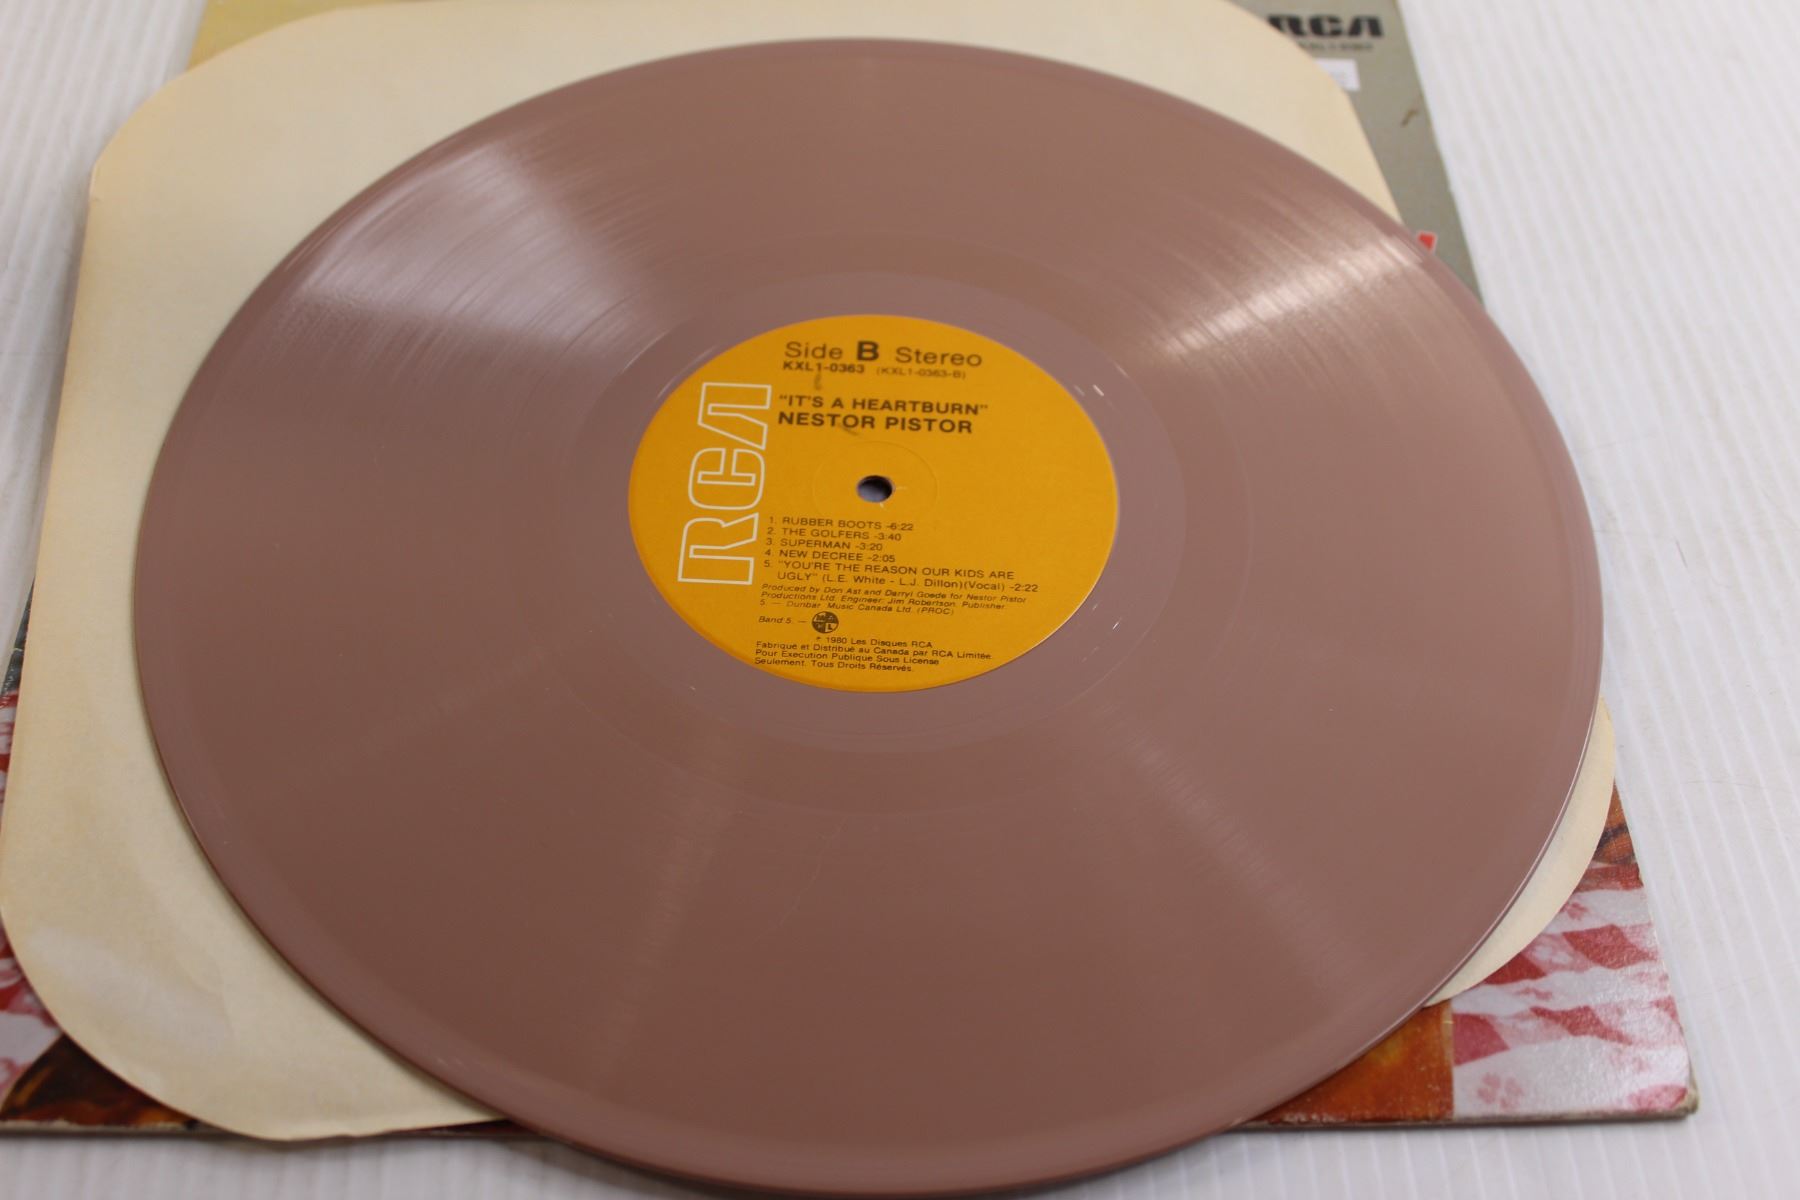 RCA
Side B Stereo
KXL1-0363 (KXL1-0363-B)
"IT'S A HEARTBURN"
NESTOR PISTOR
RCA
1. RUBBER BOOTS -6:22
2. THE GOLFERS -3:40
3. SUPERMAN -3:20
4. NEW DECREE -2:05
5. "YOU'RE THE REASON OUR KIDS ARE
UGLY" (L.E. White - L.J. Dillon)(Vocal) -2:22
Produced by Don Ast and Darryl Goede for Nestor Pistor
Productions Ltd. Engineer: Jim Robertson. Publisher:
5. — Dunbar Music Canada Ltd. (PROC)
Band 5. — MAPL
℗ 1980 Les Disques RCA
Fabriqué et Distribué au Canada par RCA Limitée.
Pour Execution Publique Sous License
Seulement. Tous Droits Réservés.